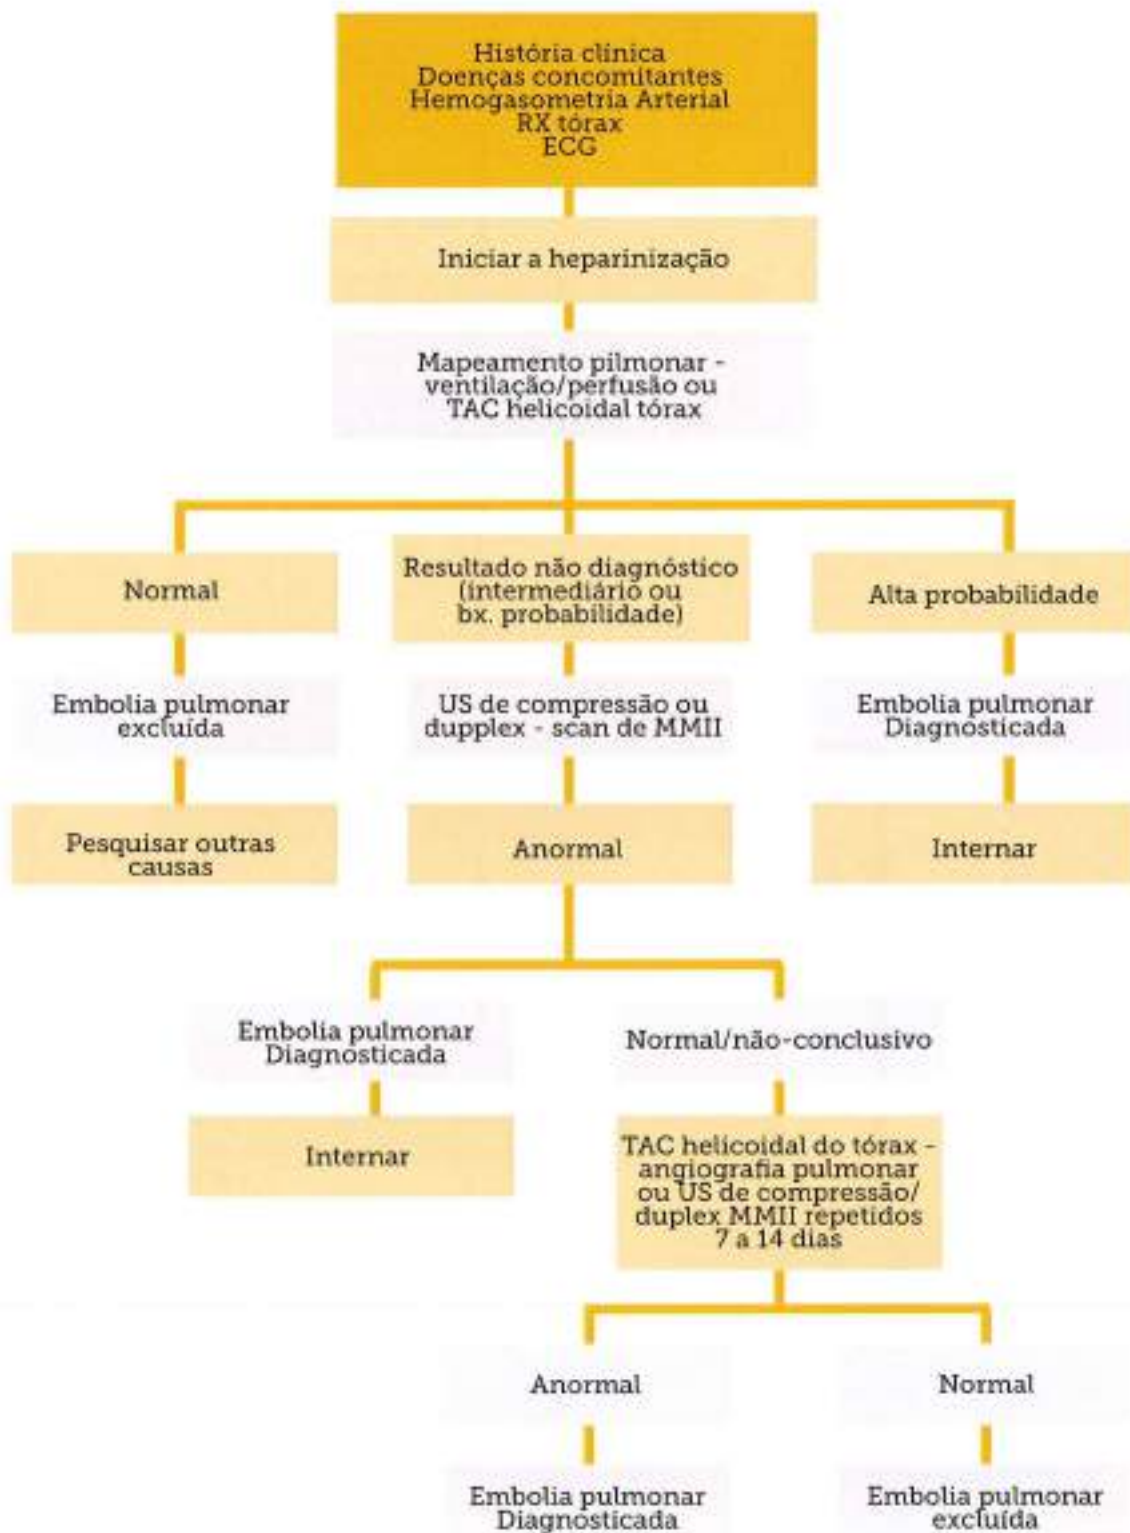 História clínica
Doenças concomitantes
Hemogasometria Arterial
RX tórax
ECG
Iniciar a heparinização
Mapeamento pilmonar -
ventilação/perfusão ou
TAC helicoidal tórax
Normal
Resultado não diagnóstico
(intermediário ou
bx. probabilidade)
Alta probabilidade
Embolia pulmonar
excluída
US de compressão ou
dupplex - scan de MMII
Embolia pulmonar
Diagnosticada
Pesquisar outras
causas
Anormal
Internar
Embolia pulmonar
Diagnosticada
Normal/não-conclusivo
Internar
TAC helicoidal do tórax -
angiografia pulmonar
ou US de compressão/
duplex MMII repetidos
7 a 14 dias
Anormal
Normal
Embolia pulmonar
Diagnosticada
Embolia pulmonar
excluída